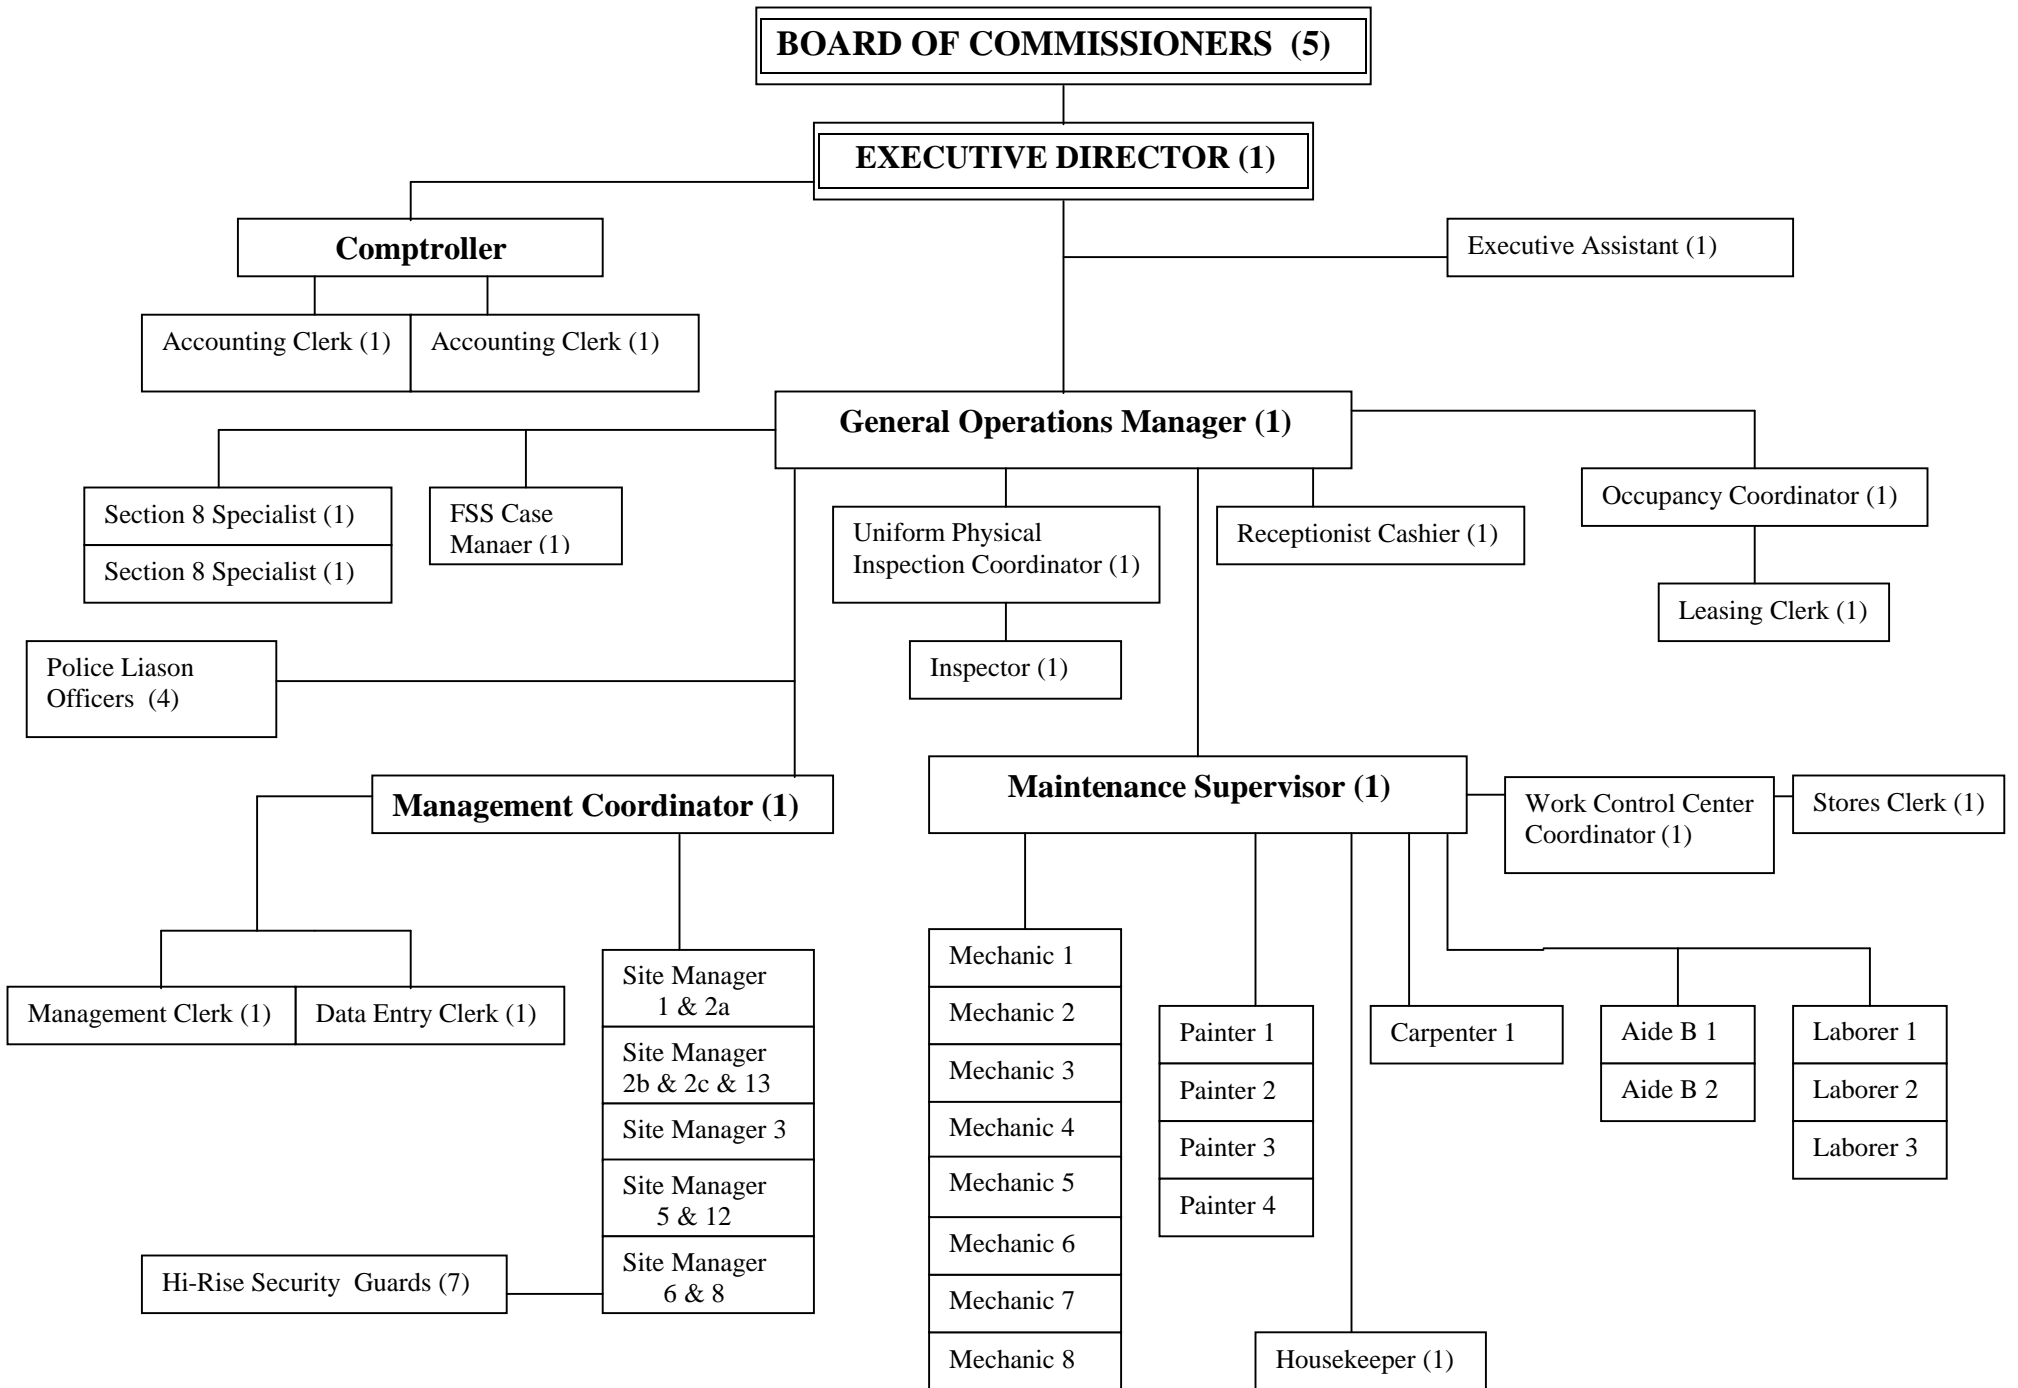 BOARD OF COMMISSIONERS (5)
EXECUTIVE DIRECTOR (1)
Comptroller
Executive Assistant (1)
Accounting Clerk (1)
Accounting Clerk (1)
General Operations Manager (1)
Section 8 Specialist (1)
Section 8 Specialist (1)
FSS Case
Manaer (1)
Uniform Physical
Inspection Coordinator (1)
Receptionist Cashier (1)
Occupancy Coordinator (1)
Leasing Clerk (1)
Inspector (1)
Police Liason
Officers (4)
Management Coordinator (1)
Maintenance Supervisor (1)
Work Control Center
Coordinator (1)
Stores Clerk (1)
Management Clerk (1)
Data Entry Clerk (1)
Site Manager
1 & 2a
Site Manager
2b & 2c & 13
Site Manager 3
Site Manager
5 & 12
Site Manager
6 & 8
Hi-Rise Security Guards (7)
Mechanic 1
Mechanic 2
Mechanic 3
Mechanic 4
Mechanic 5
Mechanic 6
Mechanic 7
Mechanic 8
Painter 1
Painter 2
Painter 3
Painter 4
Housekeeper (1)
Carpenter 1
Aide B 1
Aide B 2
Laborer 1
Laborer 2
Laborer 3